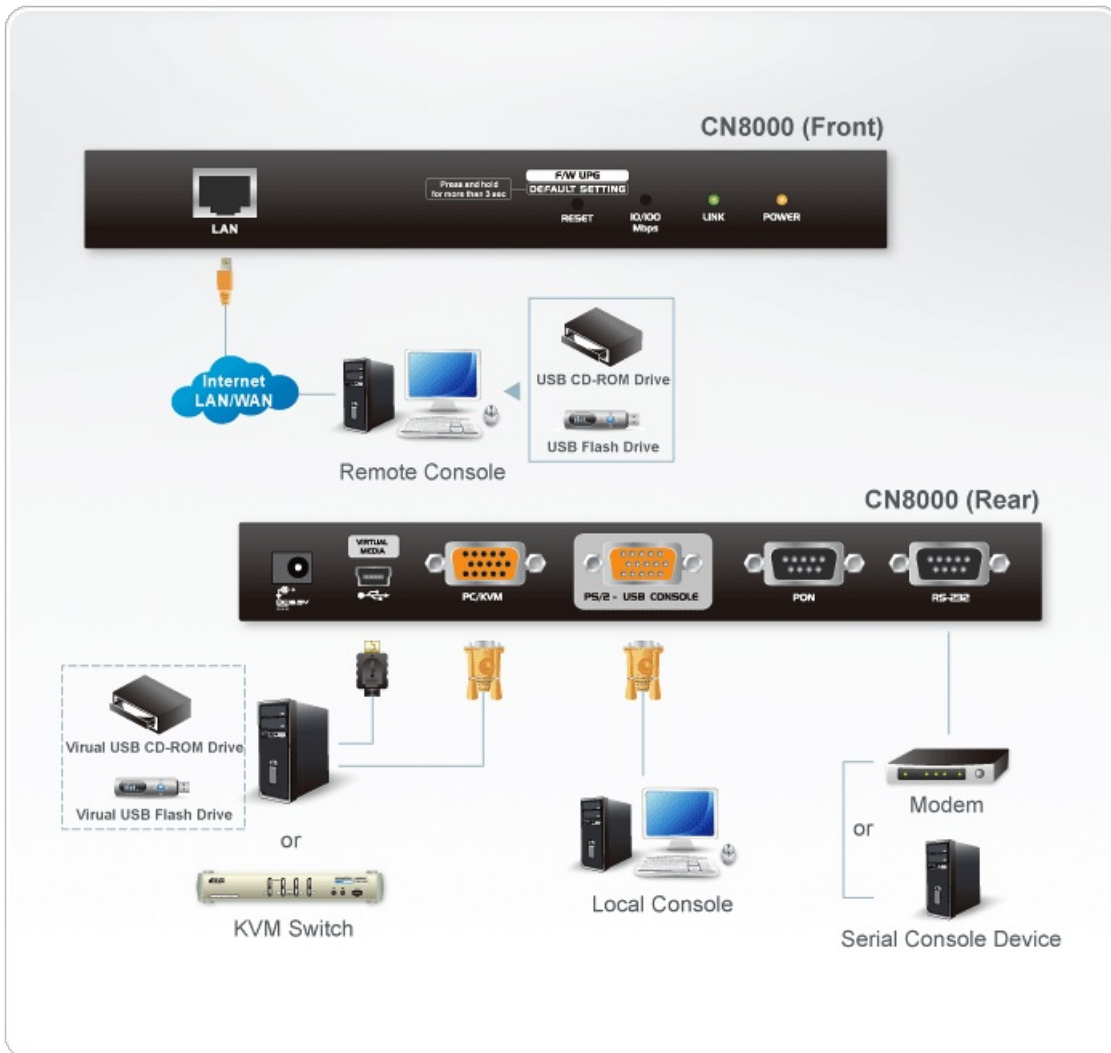 CN8000 (Front)
F/W UPG
Press and hold
for more than 3 sec
DEFAULT SETTING
LAN
RESET
10/100
Mbps
LINK
POWER
Internet
LAN/WAN
USB CD-ROM Drive
USB Flash Drive
Remote Console
CN8000 (Rear)
VIRTUAL
MEDIA
PC/KVM
PS/2 - USB CONSOLE
PON
RS-232
Virual USB CD-ROM Drive
Virual USB Flash Drive
or
KVM Switch
Local Console
Modem
or
Serial Console Device